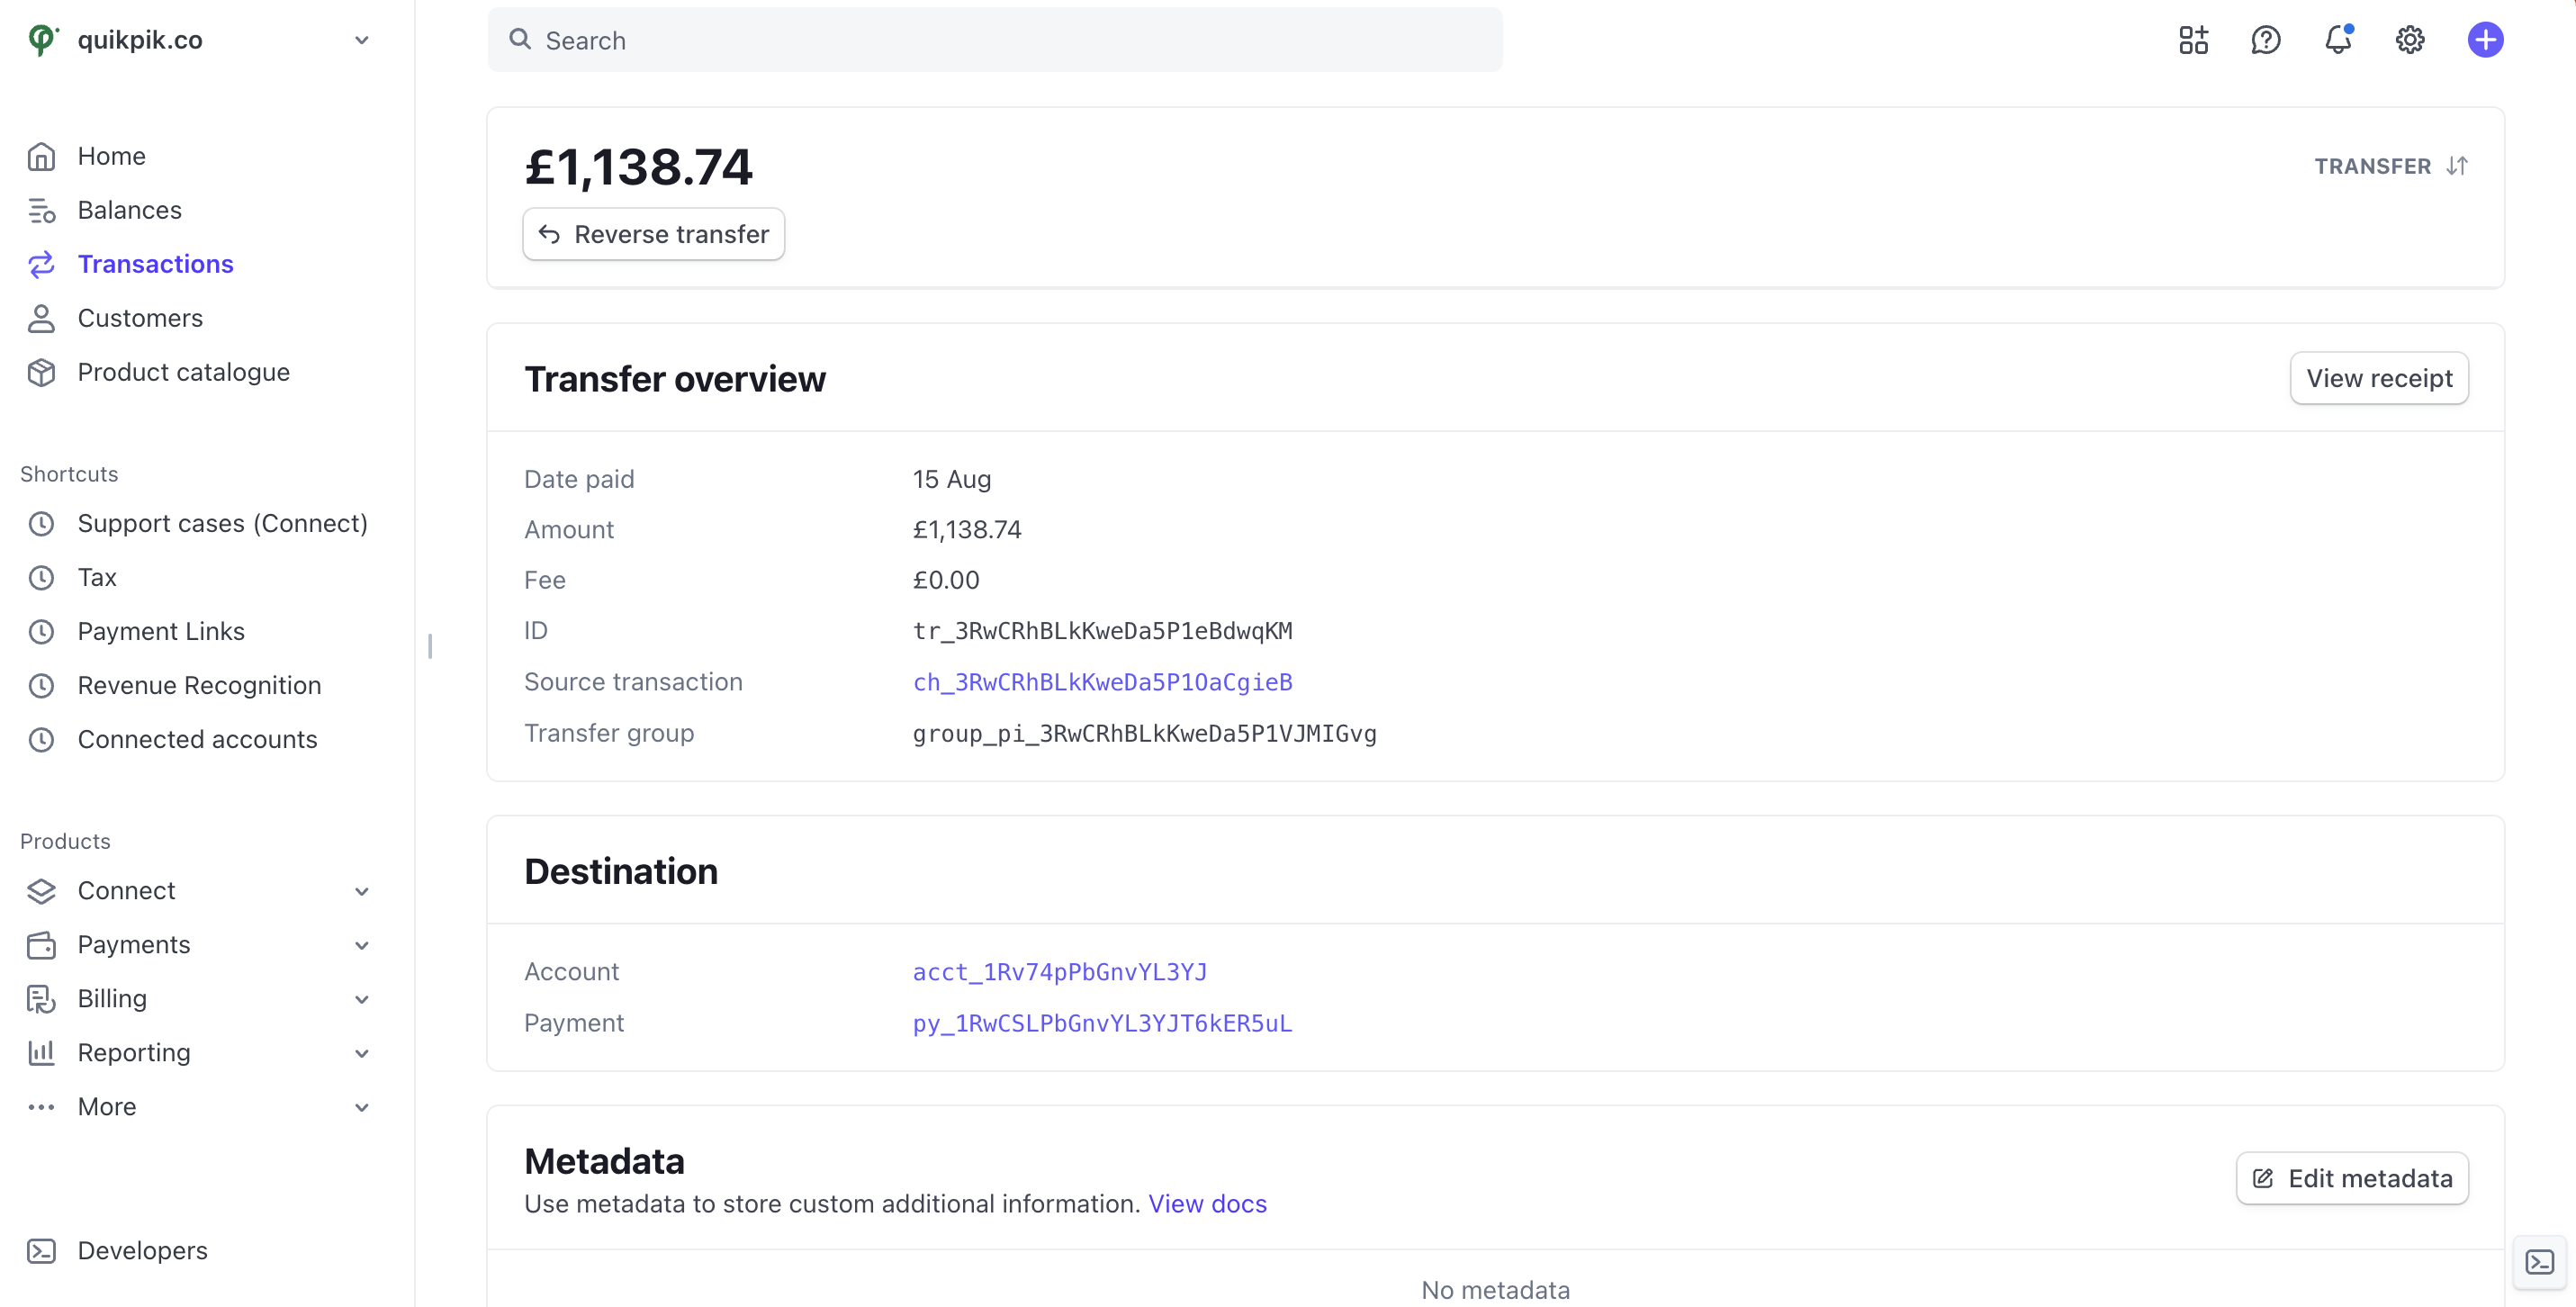 quikpik.co
Search
Home
Balances
Transactions
Customers
Product catalogue
Shortcuts
Support cases (Connect)
Tax
Payment Links
Revenue Recognition
Connected accounts
Products
Connect
Payments
Billing
Reporting
More
Developers
£1,138.74
TRANSFER
Reverse transfer
Transfer overview
View receipt
Date paid 15 Aug
Amount £1,138.74
Fee £0.00
ID tr_3RwCRhBLkKweDa5P1eBdwqKM
Source transaction ch_3RwCRhBLkKweDa5P1OaCgieB
Transfer group group_pi_3RwCRhBLkKweDa5P1VJMIGvg
Destination
Account acct_1Rv74pPbGnvYL3YJ
Payment py_1RwCSLPbGnvYL3YJT6kER5uL
Metadata
Use metadata to store custom additional information. View docs
Edit metadata
No metadata